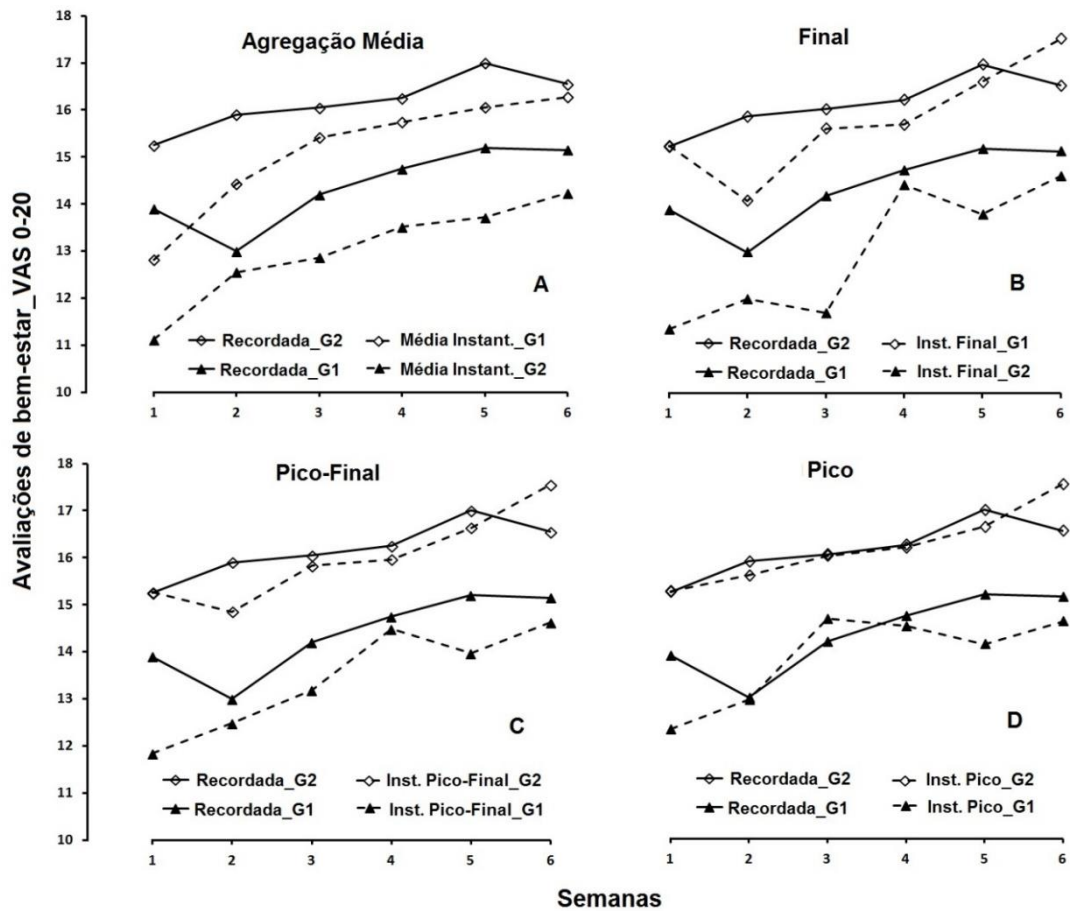 Avaliações de bem-estar_VAS 0-20
18
17
16
15
14
13
12
11
10
Agregação Média
A
Recordada_G2 Média Instant._G1
Recordada_G1 Média Instant._G2
1 2 3 4 5 6
Final
B
Recordada_G2 Inst. Final_G1
Recordada_G1 Inst. Final_G2
1 2 3 4 5 6
18
17
16
15
14
13
12
11
10
Pico-Final
C
Recordada_G2 Inst. Pico-Final_G2
Recordada_G1 Inst. Pico-Final_G1
1 2 3 4 5 6
Pico
D
Recordada_G2 Inst. Pico_G2
Recordada_G1 Inst. Pico_G1
1 2 3 4 5 6
Semanas